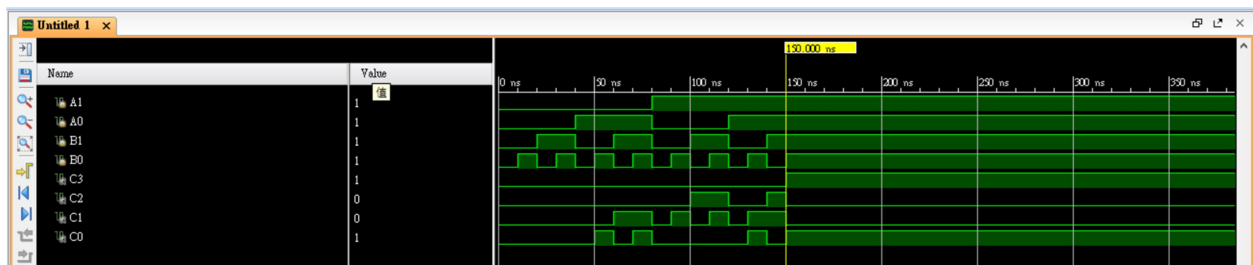 Untitled 1 ×
150.000 ns
Name Value
0 ns 50 ns 100 ns 150 ns 200 ns 250 ns 300 ns 350 ns
值
A1 1
A0 1
B1 1
B0 1
C3 1
C2 0
C1 0
C0 1